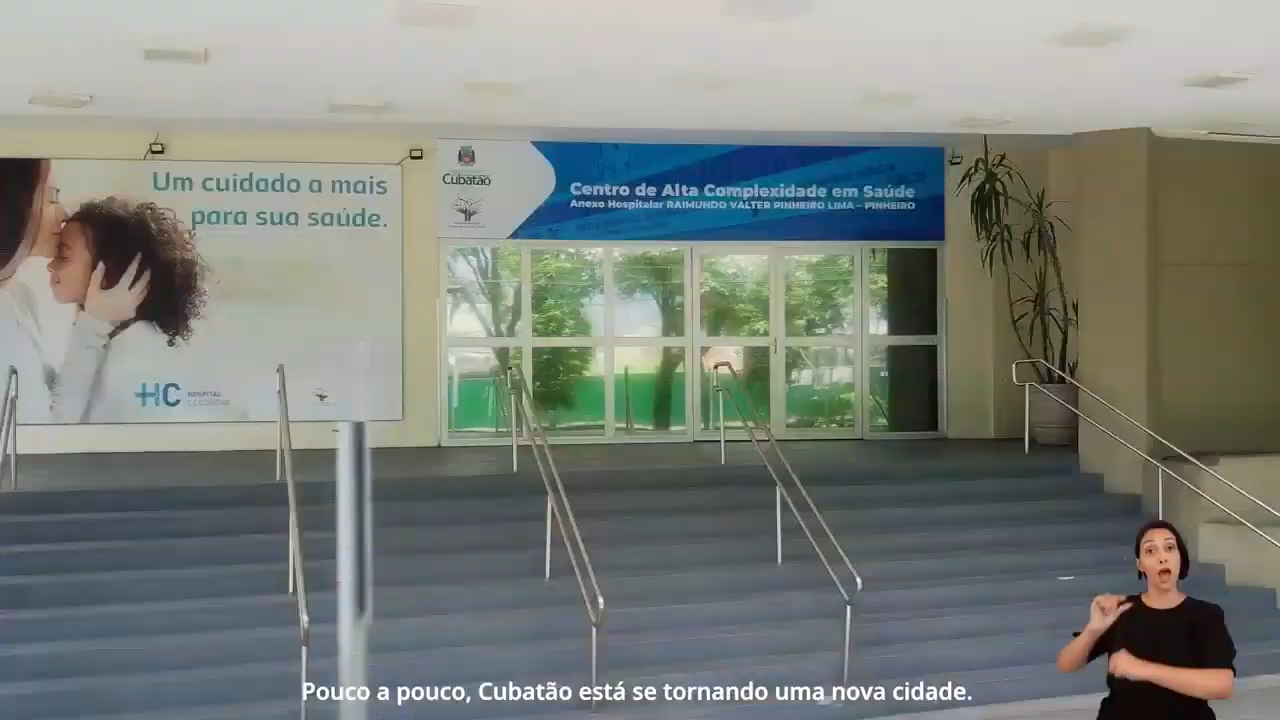 Um cuidado a mais
para sua saúde.
HC
HOSPITAL
Cubatão
Centro de Alta Complexidade em Saúde
Anexo Hospitalar RAIMUNDO VALTER PINHEIRO LIMA – PINHEIRO
Pouco a pouco, Cubatão está se tornando uma nova cidade.